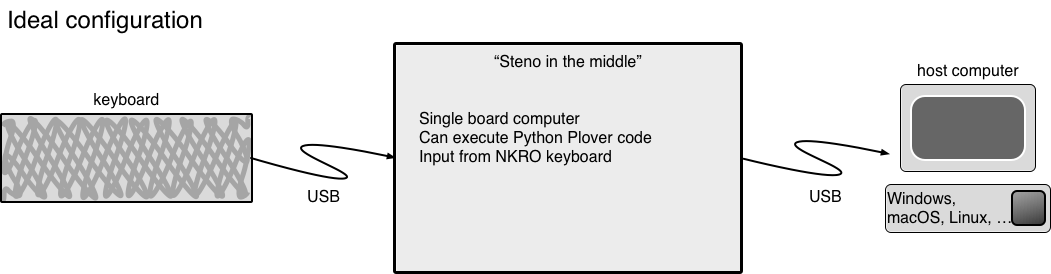 Ideal configuration
"Steno in the middle"
keyboard
Single board computer
Can execute Python Plover code
Input from NKRO keyboard
USB
USB
host computer
Windows,
macOS, Linux, ...